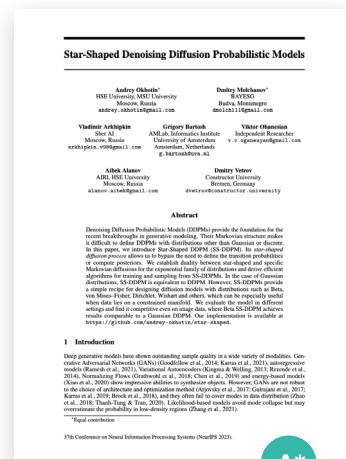 Star-Shaped Denoising Diffusion Probabilistic Models
Andrey Okhotin*
HSE University, MSU University
Moscow, Russia
andrey.okhotin@gmail.com
Dmitry Molchanov*
BAYESG
Budva, Montenegro
dmolch111@gmail.com
Vladimir Arkhipkin
Sber AI
Moscow, Russia
arkhipkin.v98@gmail.com
Grigory Bartosh
AMLab, Informatics Institute
University of Amsterdam
Amsterdam, Netherlands
g.bartosh@uva.nl
Viktor Ohanesian
Independent Researcher
v.v.oganesyan@gmail.com
Aibek Alanov
AIRI, HSE University
Moscow, Russia
alanov.aibek@gmail.com
Dmitry Vetrov
Constructor University
Bremen, Germany
dvetrov@constructor.university
Abstract
Denoising Diffusion Probabilistic Models (DDPMs) provide the foundation for the
recent breakthroughs in generative modeling. Their Markovian structure makes
it difficult to define DDPMs with distributions other than Gaussian or discrete.
In this paper, we introduce Star-Shaped DDPM (SS-DDPM). Its star-shaped
diffusion process allows us to bypass the need to define the transition probabilities
or compute posteriors. We establish duality between star-shaped and specific
Markovian diffusions for the exponential family of distributions and derive efficient
algorithms for training and sampling from SS-DDPMs. In the case of Gaussian
distributions, SS-DDPM is equivalent to DDPM. However, SS-DDPMs provide
a simple recipe for designing diffusion models with distributions such as Beta,
von Mises–Fisher, Dirichlet, Wishart and others, which can be especially useful
when data lies on a constrained manifold. We evaluate the model in different
settings and find it competitive even on image data, where Beta SS-DDPM achieves
results comparable to a Gaussian DDPM. Our implementation is available at
https://github.com/andrey-okhotin/star-shaped.
1 Introduction
Deep generative models have shown outstanding sample quality in a wide variety of modalities. Gen-
erative Adversarial Networks (GANs) (Goodfellow et al., 2014; Karras et al., 2021), autoregressive
models (Ramesh et al., 2021), Variational Autoencoders (Kingma & Welling, 2013; Rezende et al.,
2014), Normalizing Flows (Grathwohl et al., 2018; Chen et al., 2019) and energy-based models
(Xiao et al., 2020) show impressive abilities to synthesize objects. However, GANs are not robust
to the choice of architecture and optimization method (Arjovsky et al., 2017; Gulrajani et al., 2017;
Karras et al., 2019; Brock et al., 2018), and they often fail to cover modes in data distribution (Zhao
et al., 2018; Thanh-Tung & Tran, 2020). Likelihood-based models avoid mode collapse but may
overestimate the probability in low-density regions (Zhang et al., 2021).
*Equal contribution
37th Conference on Neural Information Processing Systems (NeurIPS 2023).
A*